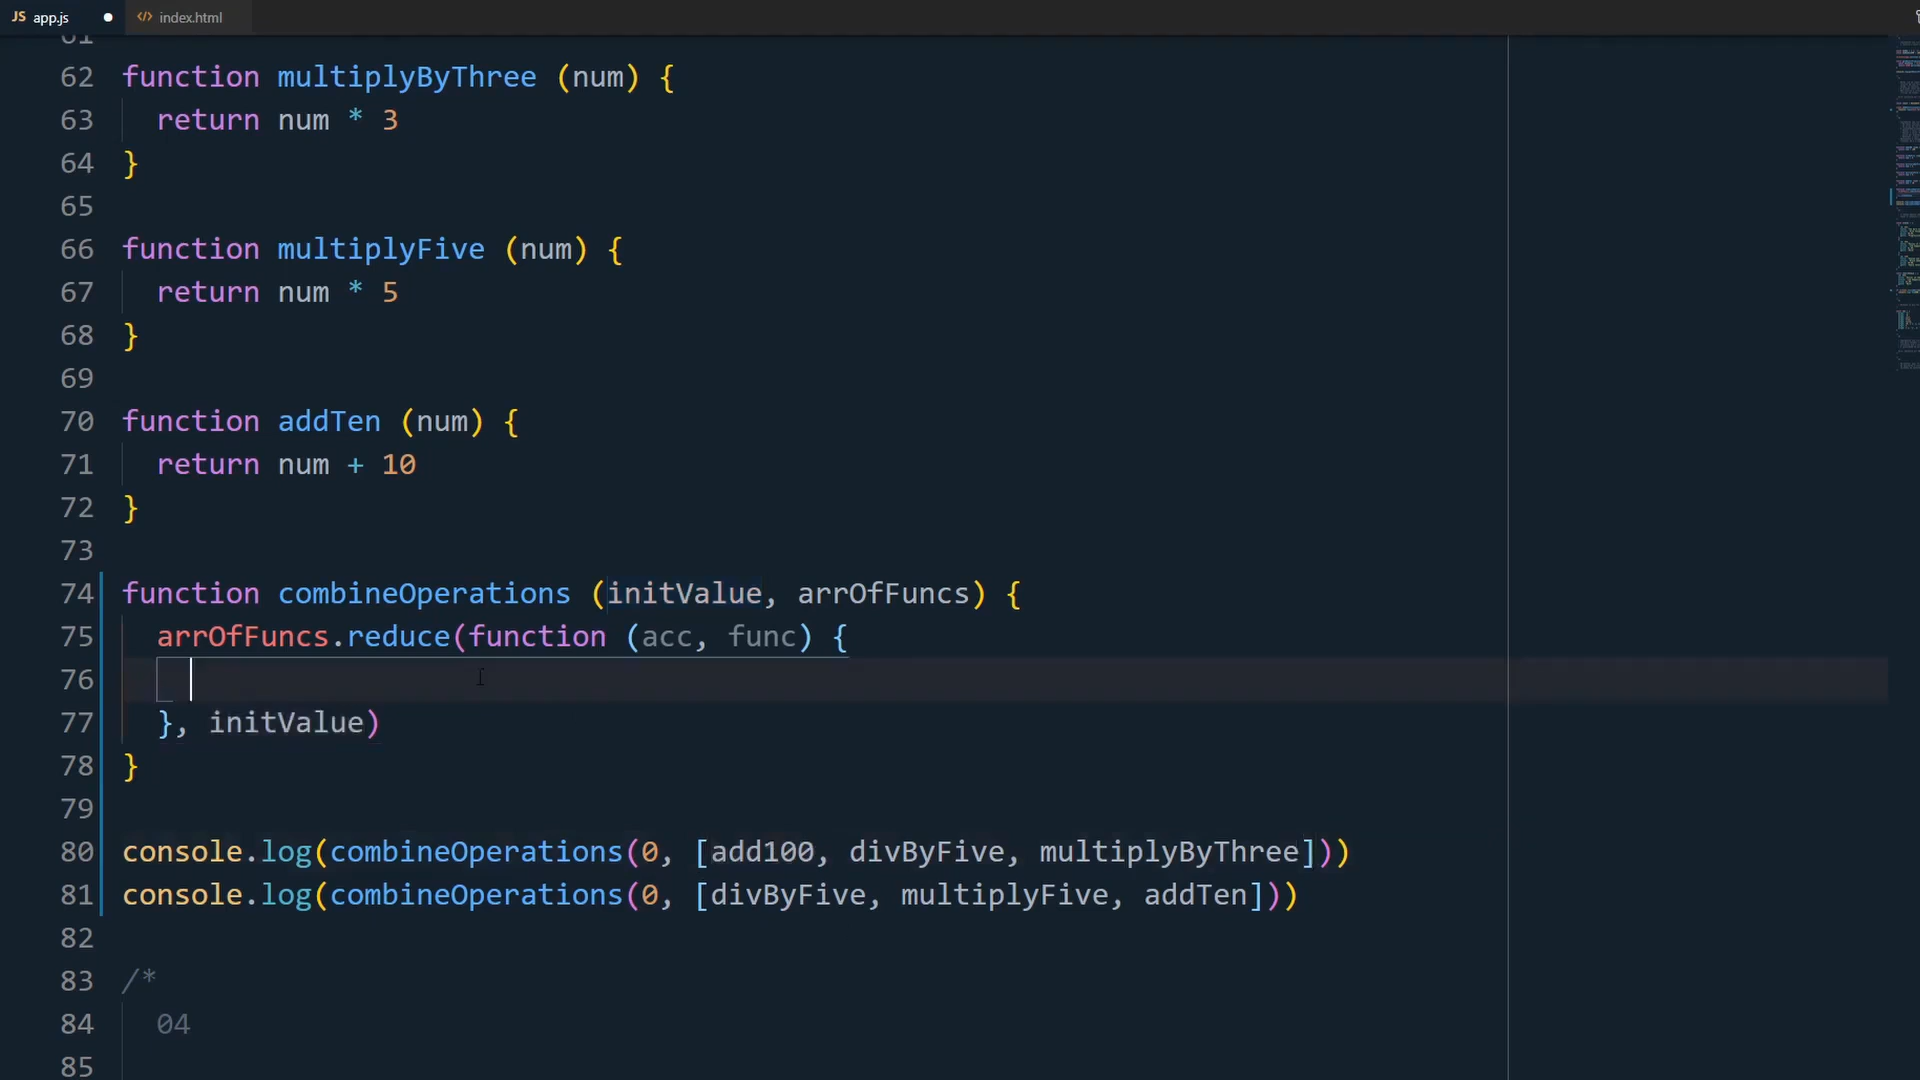 JS app.js ● <> index.html
61
62 function multiplyByThree (num) {
63   return num * 3
64 }
65
66 function multiplyFive (num) {
67   return num * 5
68 }
69
70 function addTen (num) {
71   return num + 10
72 }
73
74 function combineOperations (initValue, arrOfFuncs) {
75   arrOfFuncs.reduce(function (acc, func) {
76
77   }, initValue)
78 }
79
80 console.log(combineOperations(0, [add100, divByFive, multiplyByThree]))
81 console.log(combineOperations(0, [divByFive, multiplyFive, addTen]))
82
83 /*
84   04
85